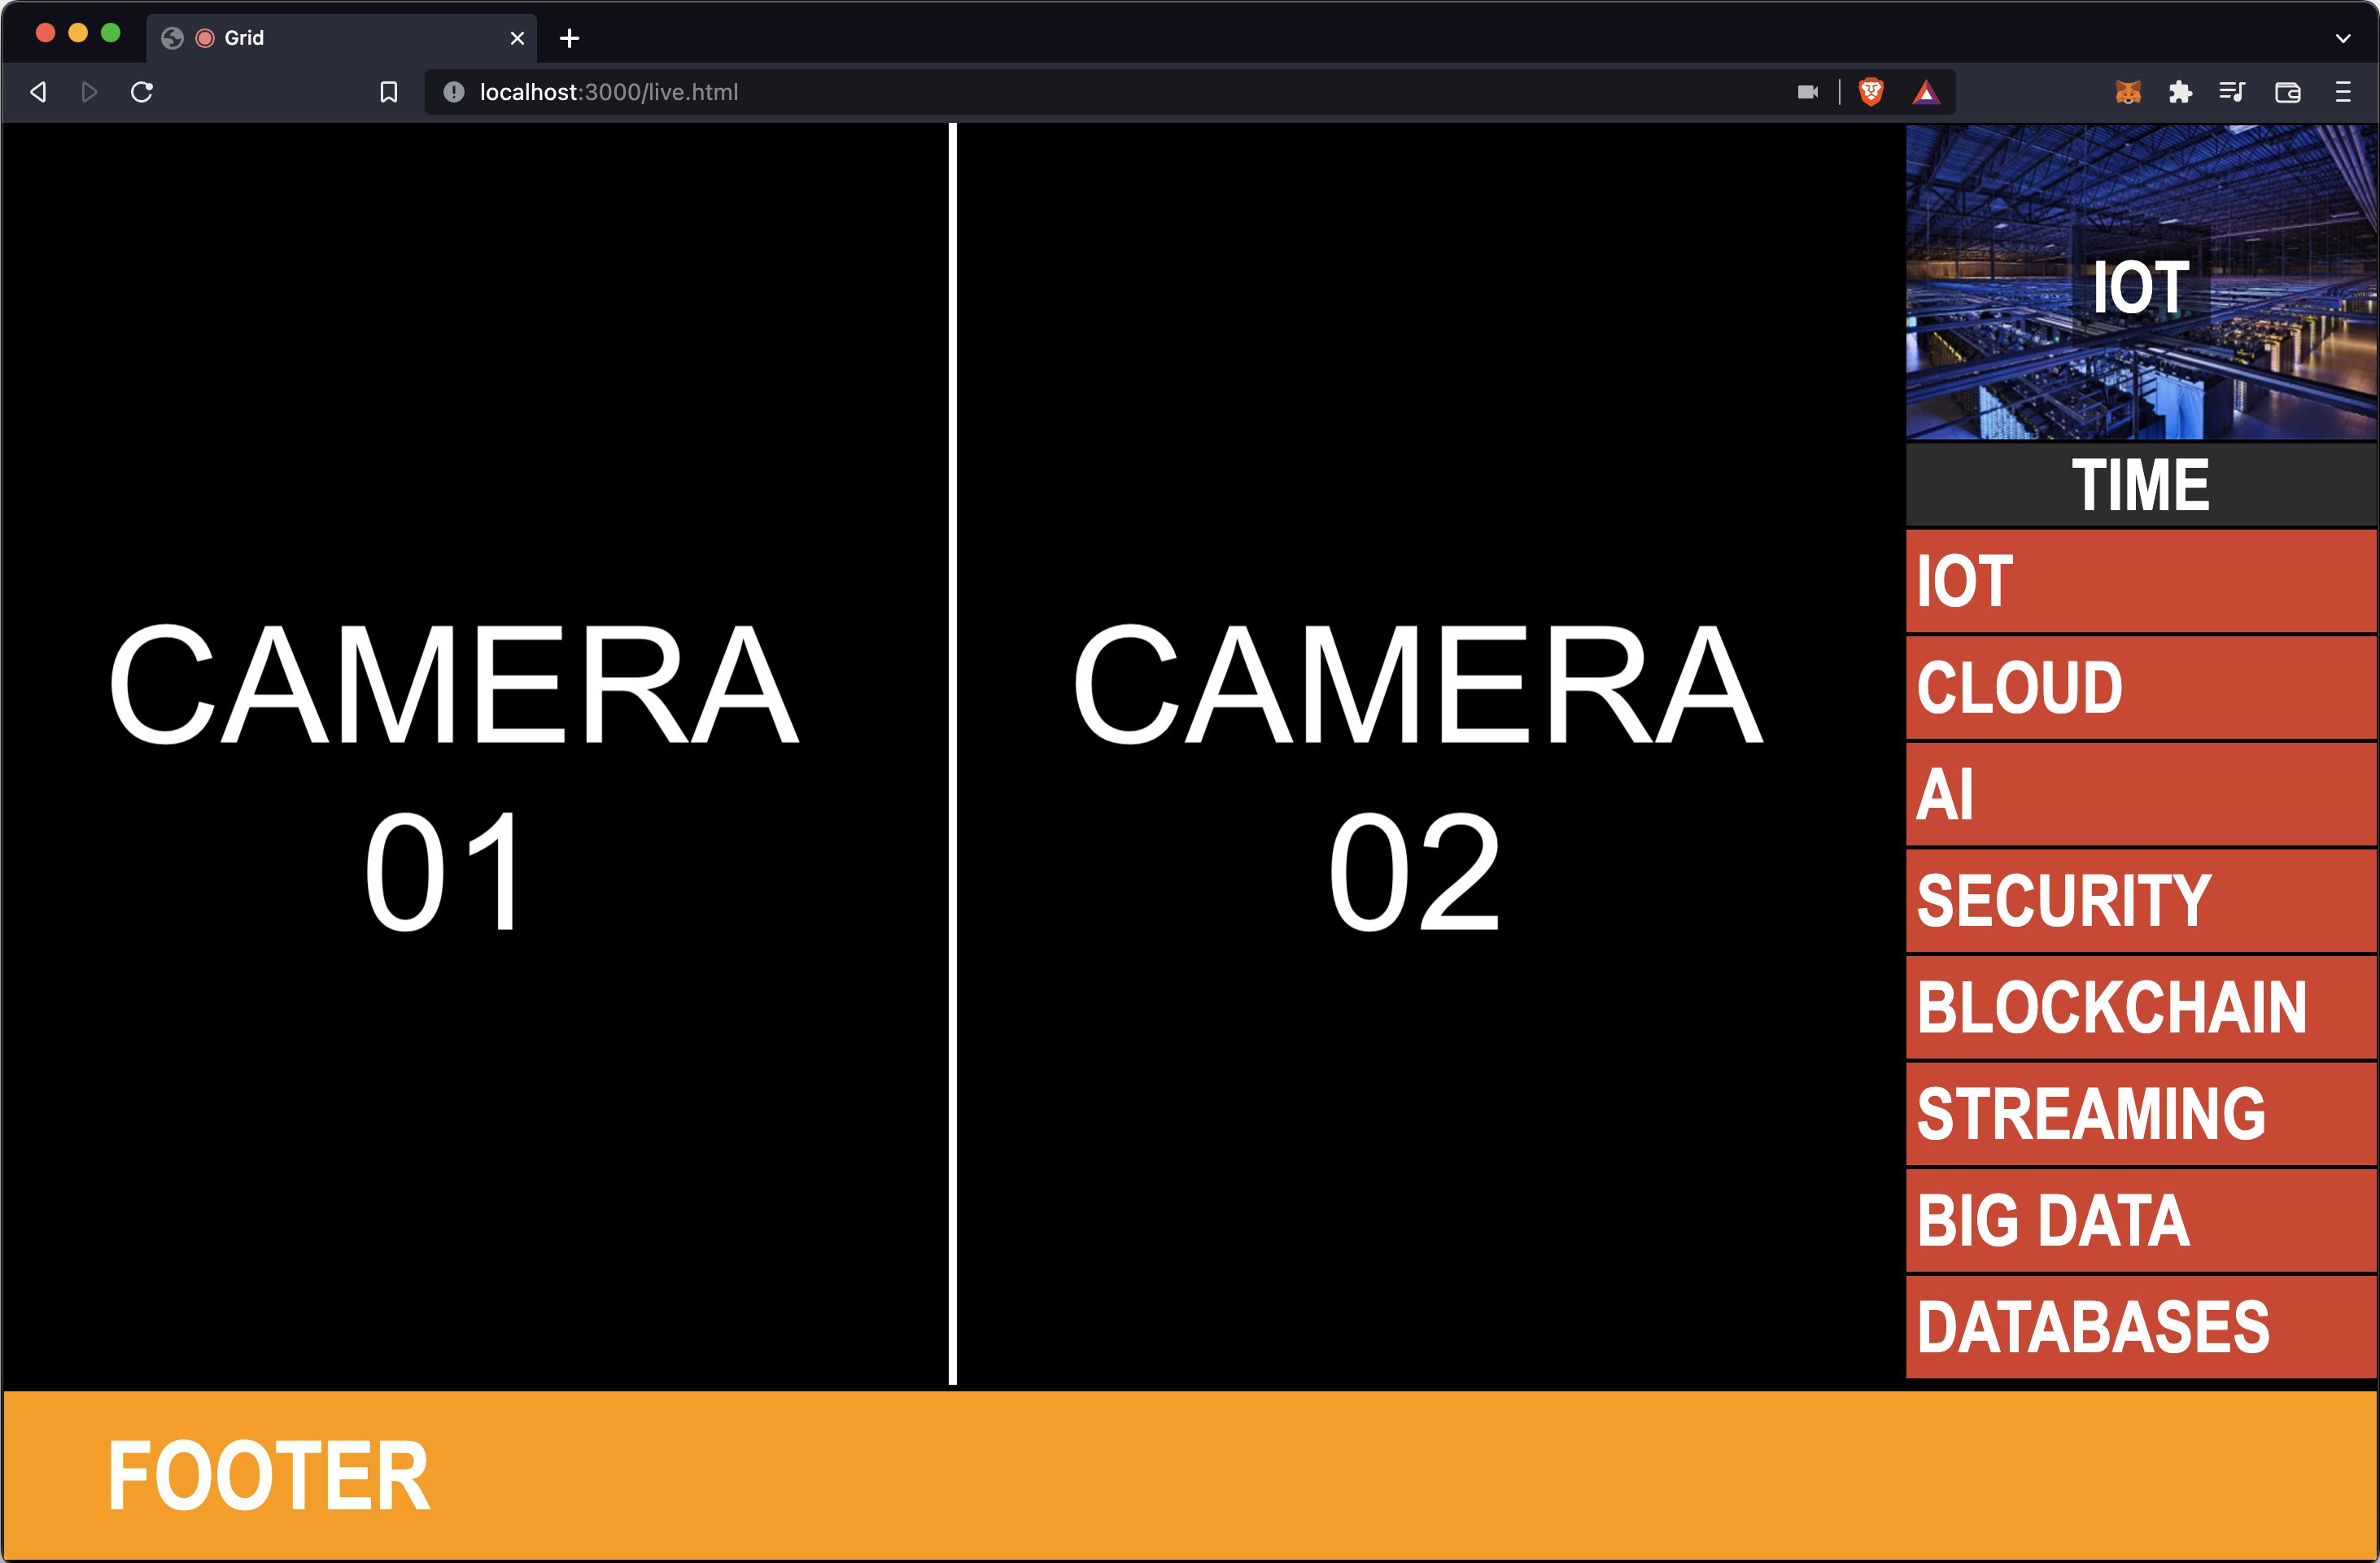 Grid
localhost:3000/live.html
CAMERA
01
CAMERA
02
IOT
TIME
IOT
CLOUD
AI
SECURITY
BLOCKCHAIN
STREAMING
BIG DATA
DATABASES
FOOTER